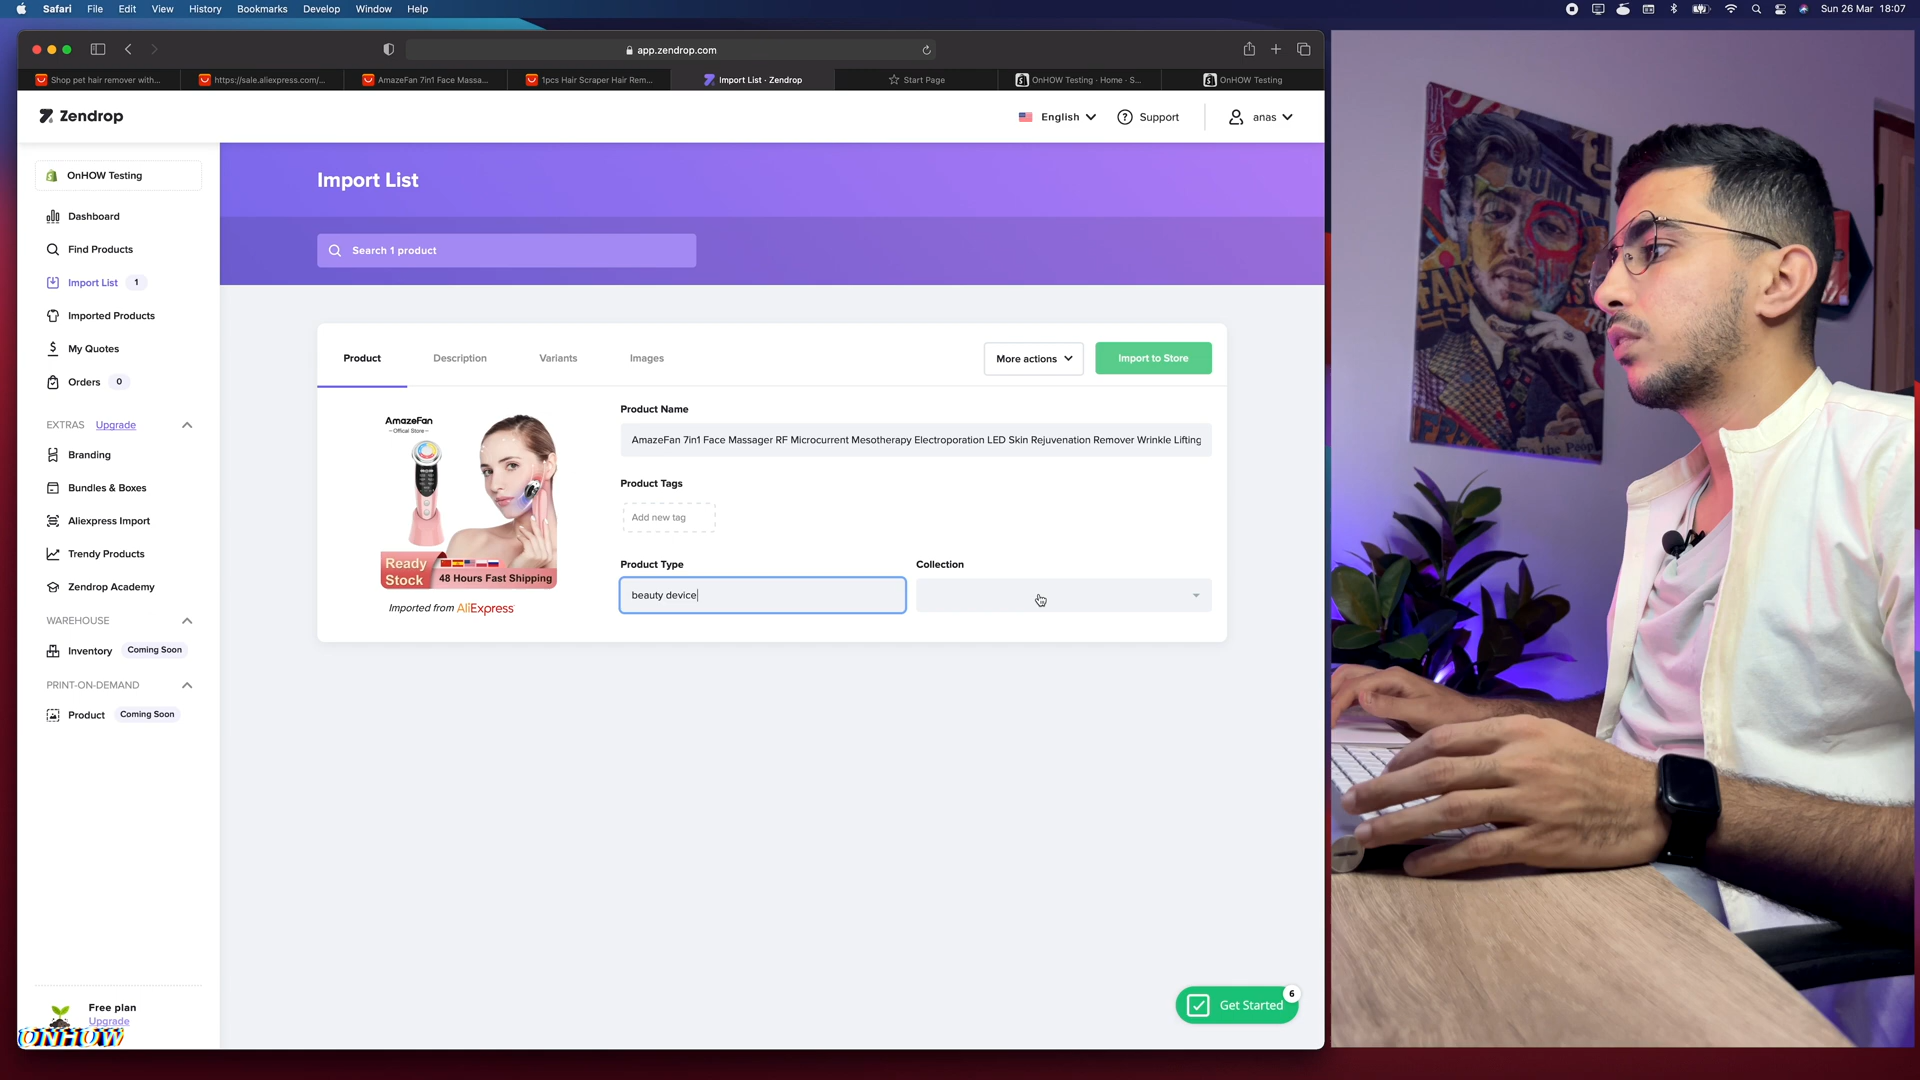 Safari File Edit View History Bookmarks Develop Window Help
Sun 26 Mar 18:07
app.zendrop.com
Shop pet hair remover with...
https://sale.aliexpress.com/...
AmazeFan 7in1 Face Massa...
1pcs Hair Scraper Hair Rem...
Import List · Zendrop
Start Page
OnHOW Testing · Home · S...
OnHOW Testing
Zendrop
English
Support
anas
OnHOW Testing
Dashboard
Find Products
Import List 1
Imported Products
My Quotes
Orders 0
EXTRAS Upgrade
Branding
Bundles & Boxes
Aliexpress Import
Trendy Products
Zendrop Academy
WAREHOUSE
Inventory Coming Soon
PRINT-ON-DEMAND
Product Coming Soon
Free plan
Upgrade
ONHOW
Import List
Search 1 product
Product
Description
Variants
Images
More actions
Import to Store
AmazeFan
Official Store
Ready
Stock
48 Hours Fast Shipping
Imported from AliExpress
Product Name
AmazeFan 7in1 Face Massager RF Microcurrent Mesotherapy Electroporation LED Skin Rejuvenation Remover Wrinkle Lifting
Product Tags
Add new tag
Product Type
beauty device
Collection
Get Started
6